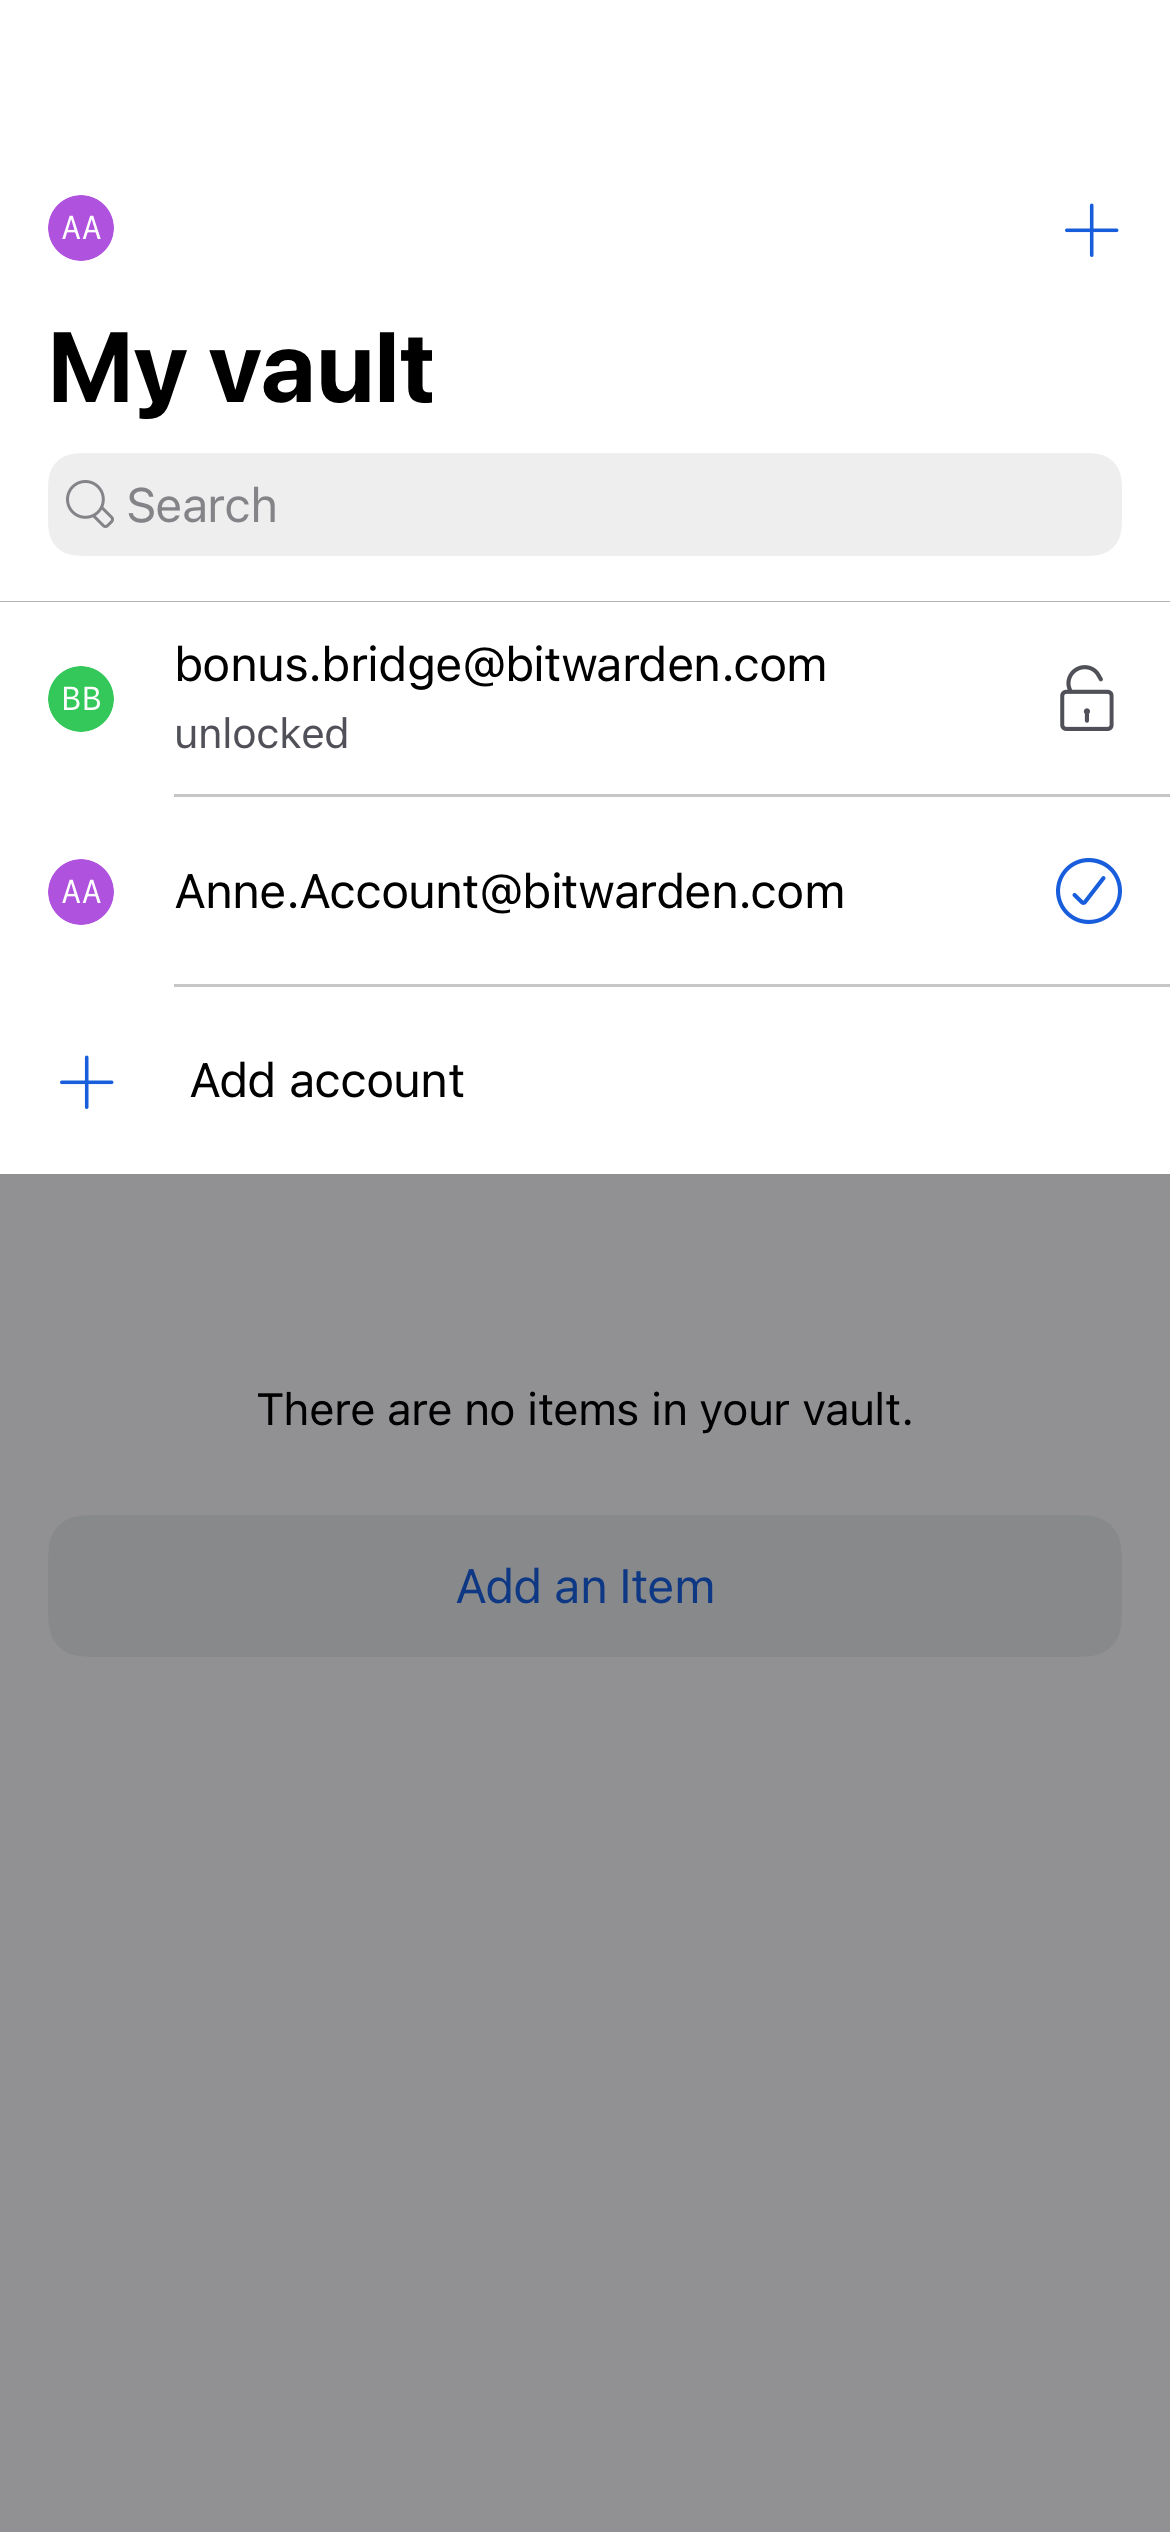 AA
My vault
Search
BB
bonus.bridge@bitwarden.com
unlocked
AA
Anne.Account@bitwarden.com
Add account
There are no items in your vault.
Add an Item